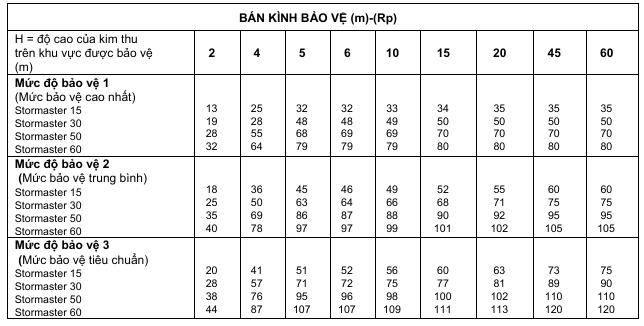 BÁN KÍNH BẢO VỆ (m)-(Rp)
H = độ cao của kim thu
trên khu vực được bảo vệ
(m) 2 4 5 6 10 15 20 45 60
Mức độ bảo vệ 1
(Mức bảo vệ cao nhất)
Stormaster 15 13 25 32 32 33 34 35 35 35
Stormaster 30 19 28 48 48 49 50 50 50 50
Stormaster 50 28 55 68 69 69 70 70 70 70
Stormaster 60 32 64 79 79 79 80 80 80 80
Mức độ bảo vệ 2
(Mức bảo vệ trung bình)
Stormaster 15 18 36 45 46 49 52 55 60 60
Stormaster 30 25 50 63 64 66 68 71 75 75
Stormaster 50 35 69 86 87 88 90 92 95 95
Stormaster 60 40 78 97 97 99 101 102 105 105
Mức độ bảo vệ 3
(Mức bảo vệ tiêu chuẩn)
Stormaster 15 20 41 51 52 56 60 63 73 75
Stormaster 30 28 57 71 72 75 77 81 89 90
Stormaster 50 38 76 95 96 98 100 102 110 110
Stormaster 60 44 87 107 107 109 111 113 120 120